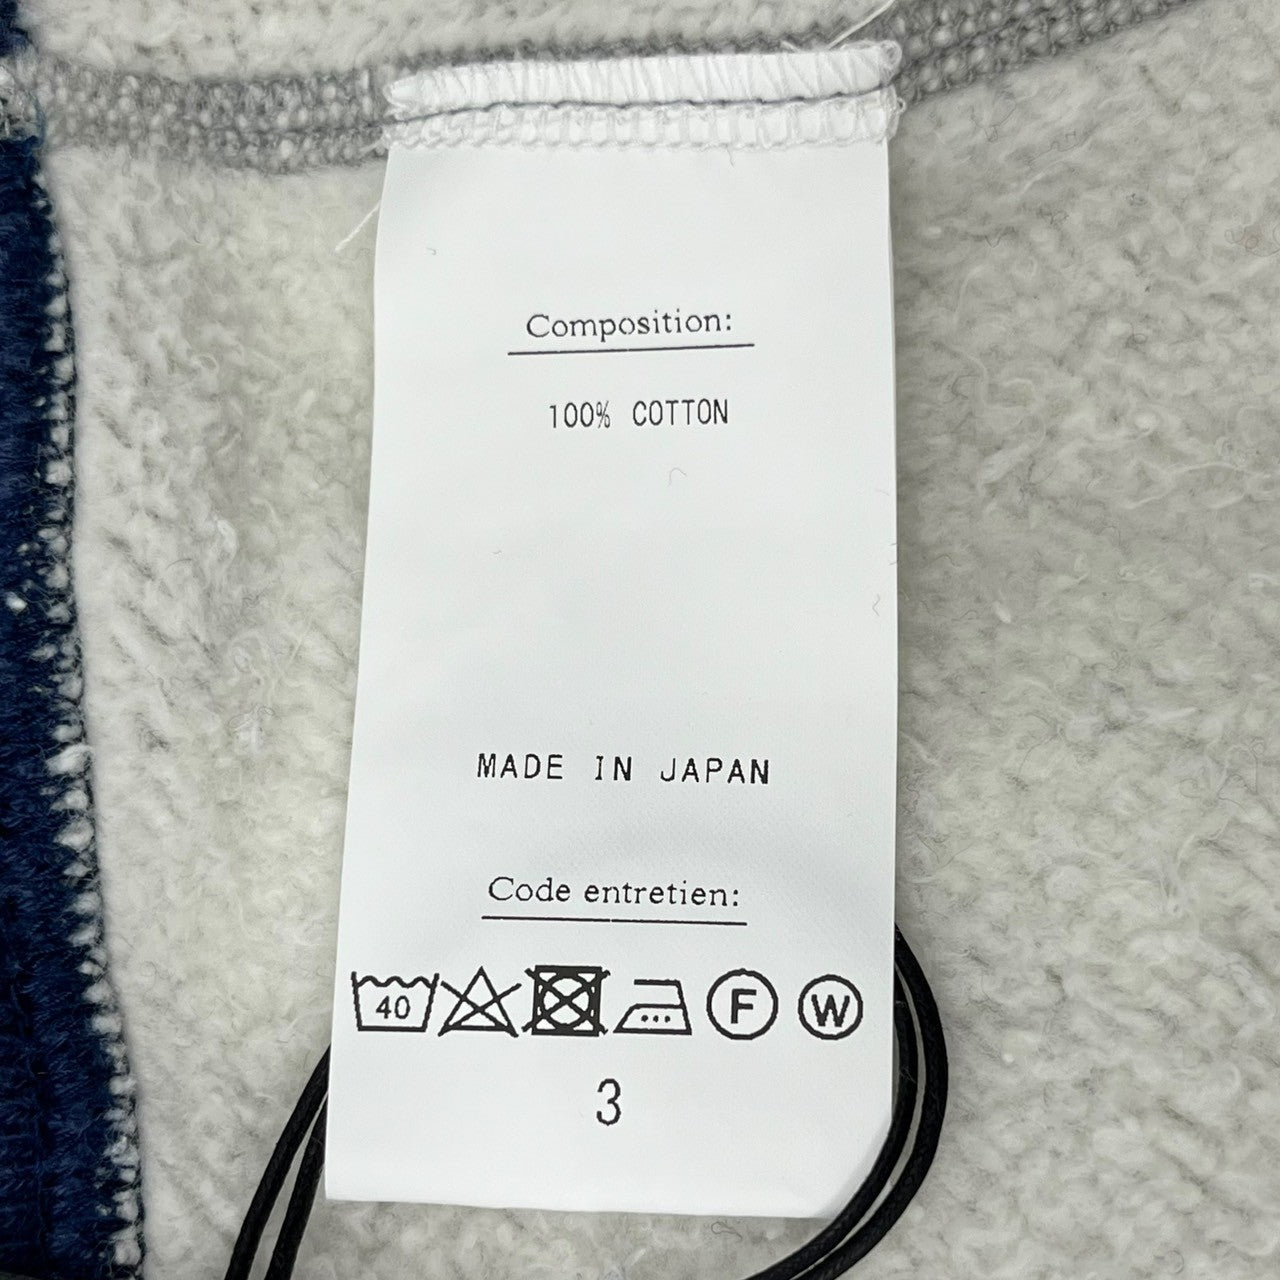 Composition:
100% COTTON
MADE IN JAPAN
Code entretien:
40 F W
3